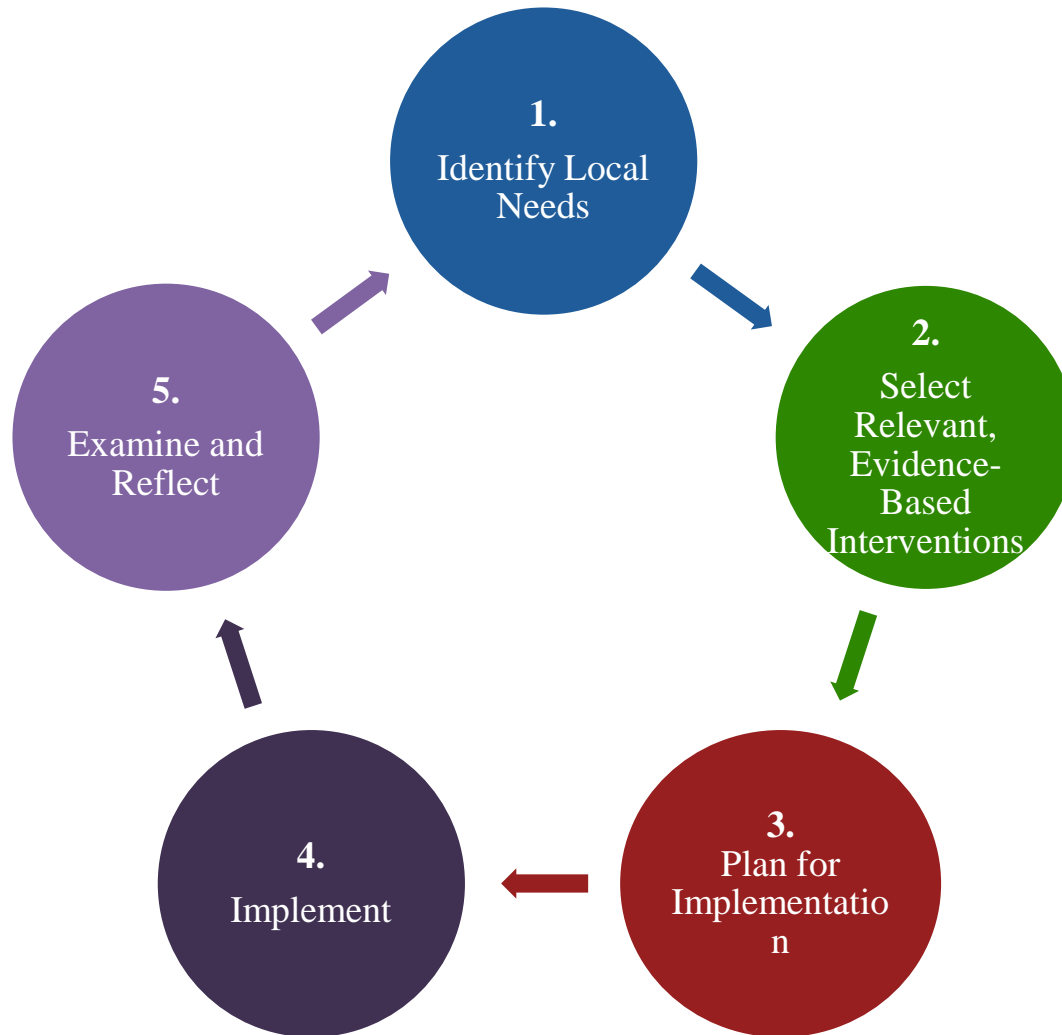 1.
Identify Local
Needs
2.
Select
Relevant,
Evidence-
Based
Interventions
3.
Plan for
Implementatio
n
4.
Implement
5.
Examine and
Reflect